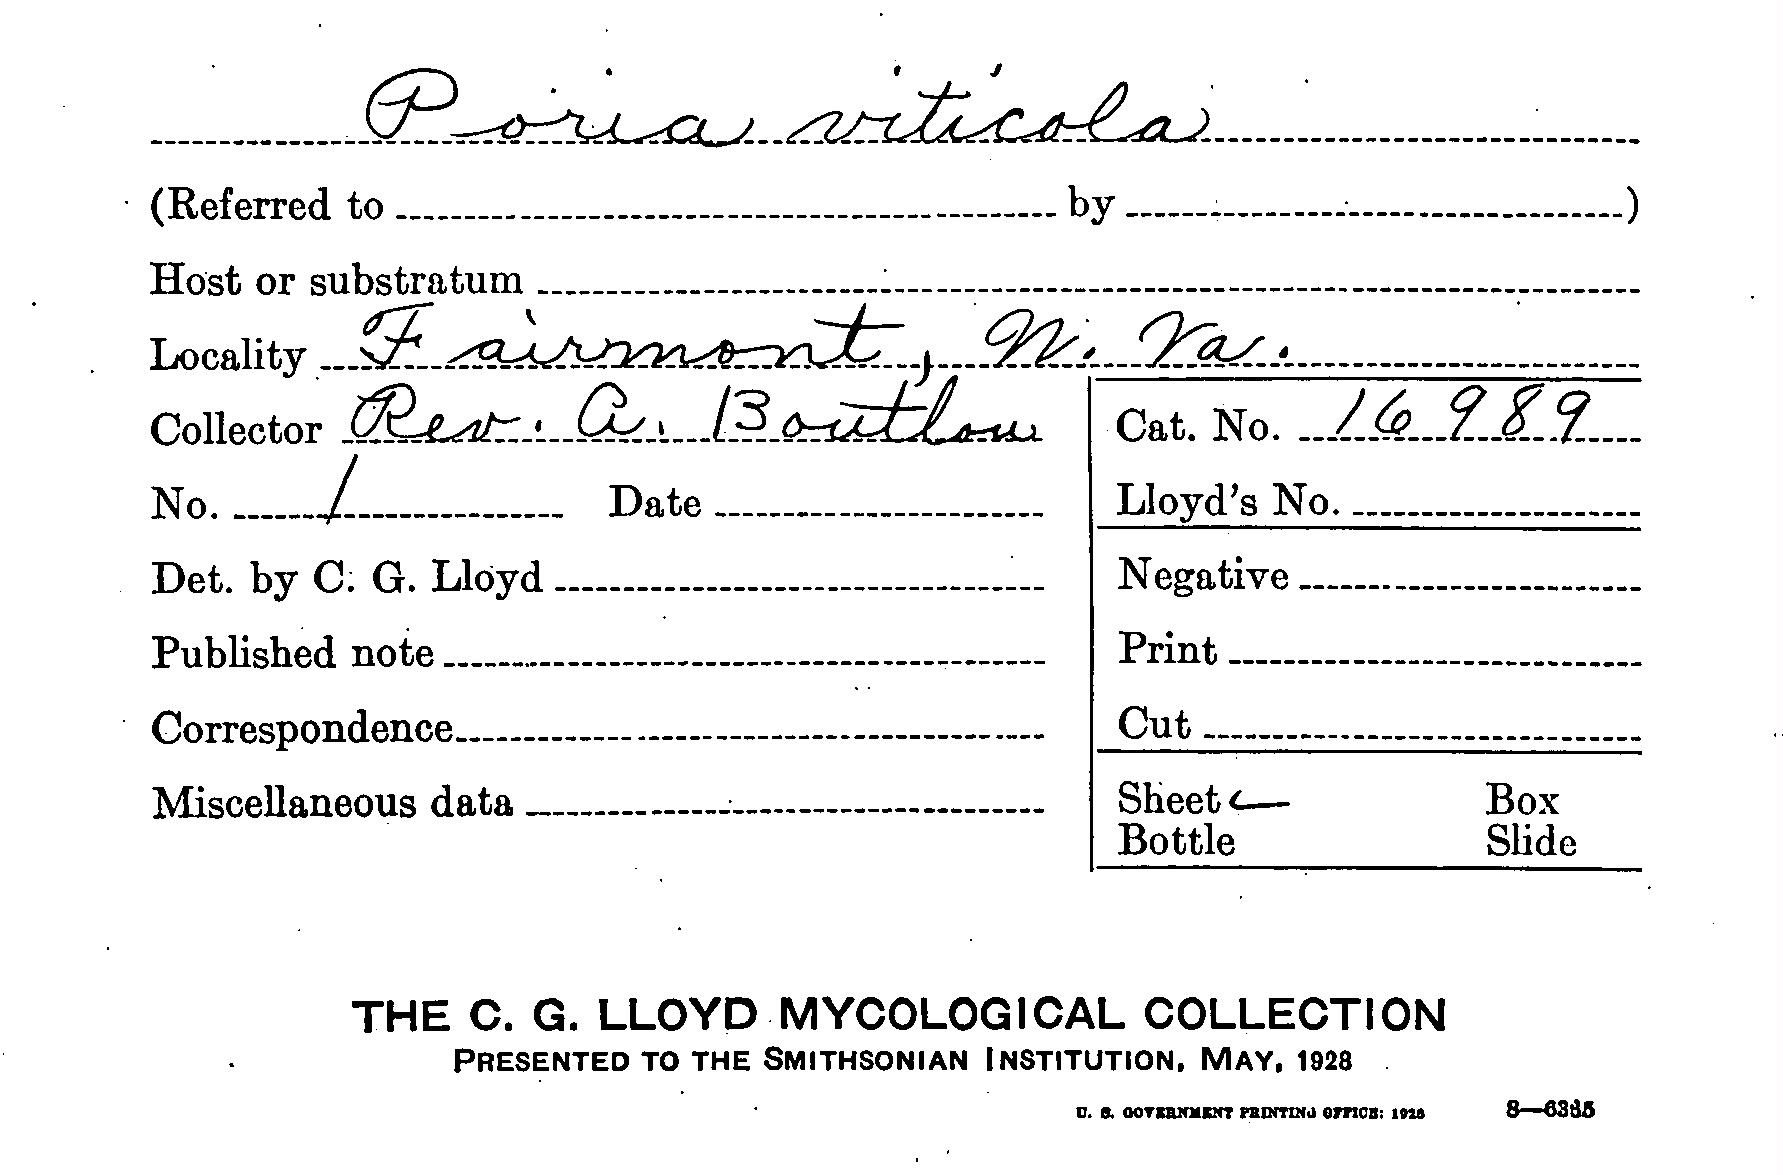 Poria viticola
(Referred to by )
Host or substratum
Locality Fairmont, W. Va.
Collector Rev. A. Boutlou
Cat. No. 16989
No. 1 Date
Lloyd's No.
Det. by C. G. Lloyd
Negative
Published note
Print
Correspondence
Cut
Miscellaneous data
Sheet Box
Bottle Slide
THE C. G. LLOYD MYCOLOGICAL COLLECTION
PRESENTED TO THE SMITHSONIAN INSTITUTION, MAY, 1928
U. S. GOVERNMENT PRINTING OFFICE: 1928
8—6385